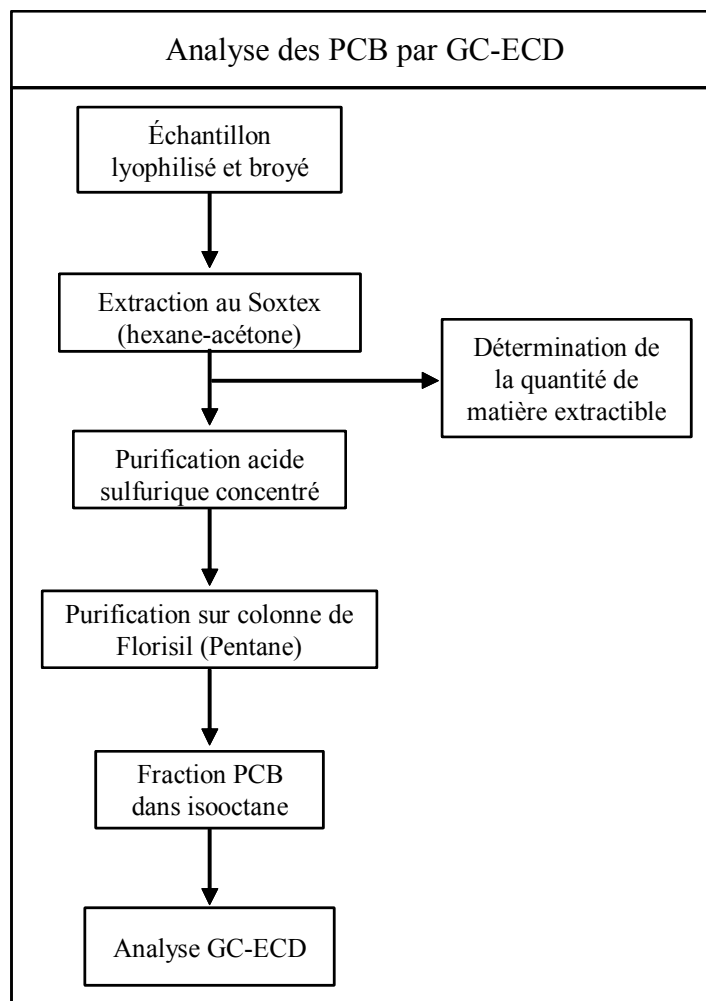 Analyse des PCB par GC-ECD
Échantillon
lyophilisé et broyé
Extraction au Soxtex
(hexane-acétone)
Détermination de
la quantité de
matière extractible
Purification acide
sulfurique concentré
Purification sur colonne de
Florisil (Pentane)
Fraction PCB
dans isooctane
Analyse GC-ECD